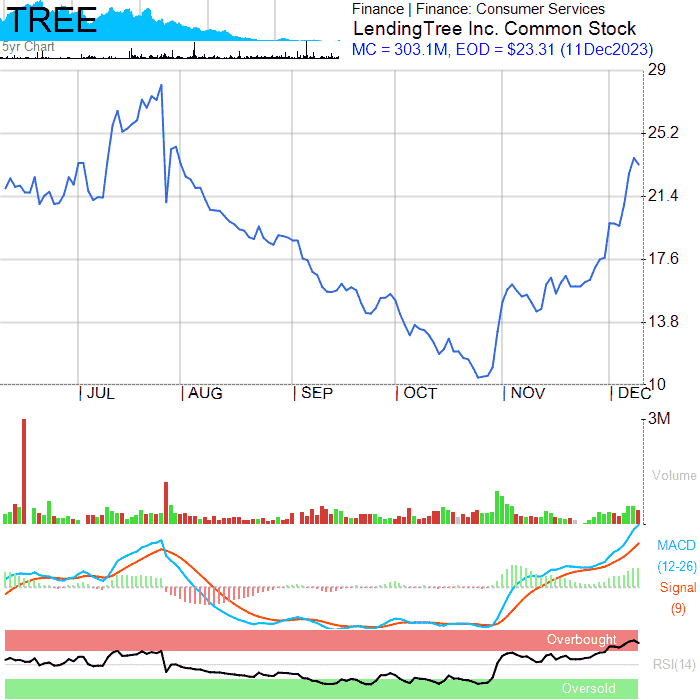 TREE
Finance | Finance: Consumer Services
LendingTree Inc. Common Stock
MC = 303.1M, EOD = $23.31 (11Dec2023)
5yr Chart
29
25.2
21.4
17.6
13.8
10
JUL AUG SEP OCT NOV DEC
3M
Volume
MACD
(12-26)
Signal
(9)
Overbought
RSI(14)
Oversold